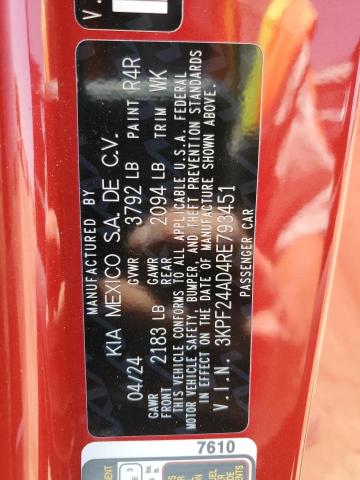 MANUFACTURED BY
KIA MEXICO S.A. DE C.V.
04/24 GVWR 3792 LB PAINT R4R
GAWR FRONT 2183 LB GAWR REAR 2094 LB TRIM WK
THIS VEHICLE CONFORMS TO ALL APPLICABLE U.S.A. FEDERAL
MOTOR VEHICLE SAFETY, BUMPER, AND THEFT PREVENTION STANDARDS
IN EFFECT ON THE DATE OF MANUFACTURE SHOWN ABOVE.
V.I.N. 3KPF24AD4RE793451
PASSENGER CAR
7610